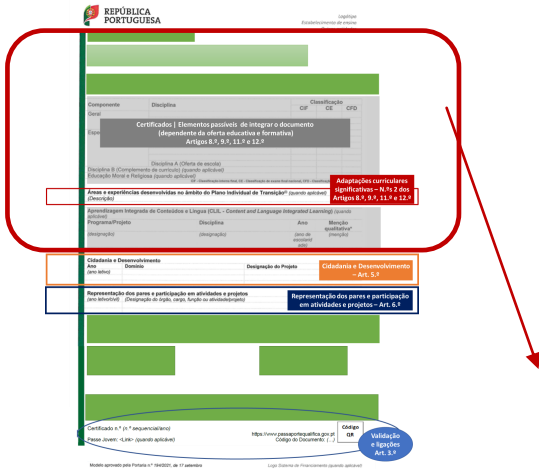 REPÚBLICA
PORTUGUESA
Logótipo
Estabelecimento de ensino
Componente Disciplina Classificação
CIF CE CFD
Geral
Certificados | Elementos passíveis de integrar o documento
(dependente da oferta educativa e formativa)
Artigos 8.º, 9.º, 11.º e 12.º
Disciplina A (Oferta de escola)
Disciplina B (Complemento de currículo) (quando aplicável)
Educação Moral e Religiosa (quando aplicável)
Adaptações curriculares
significativas – N.ºs 2 dos
Artigos 8.º, 9.º, 11.º e 12.º
Áreas e experiências desenvolvidas no âmbito do Plano Individual de Transição (quando aplicável)
(Descrição)
Aprendizagem Integrada de Conteúdos e Língua (CLIL - Content and Language Integrated Learning) (quando
aplicável)
Programa/Projeto Disciplina Ano Menção
qualitativa
(designação) (designação) (ano de (menção)
Cidadania e Desenvolvimento
Ano Domínio Designação do Projeto
(ano letivo)
Cidadania e Desenvolvimento
– Art. 5.º
Representação dos pares e participação em atividades e projetos
(ano letivo/civil) (Designação do órgão, cargo, função ou atividade/projeto)
Representação dos pares e participação
em atividades e projetos – Art. 6.º
Certificado n.º (n.º sequencial/ano)
Passe Jovem: <Link> (quando aplicável)
https://www.passaportequalifica.gov.pt
Código do Documento: (...)
Código
QR
Validação
e ligações
Art. 3.º
Modelo aprovado pela Portaria n.º 194/2021, de 17 setembro
Logo Sistema de Financiamento (quando aplicável)